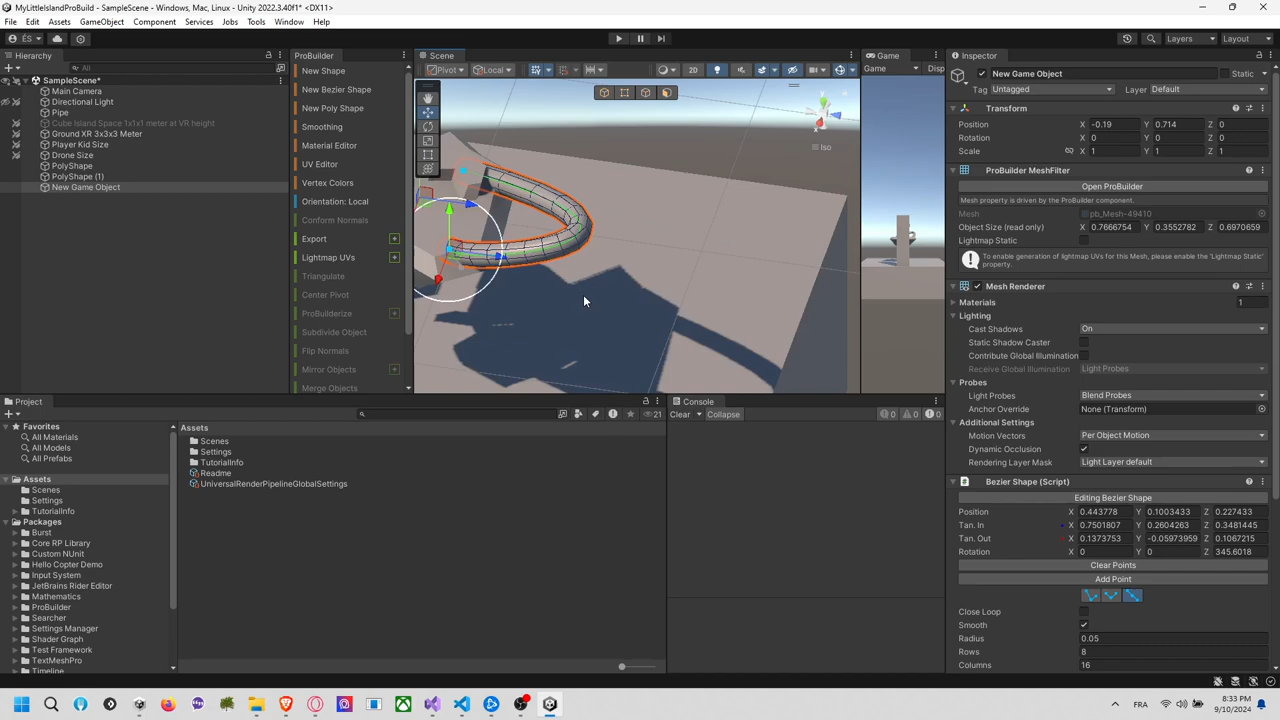 MyLittleIslandProBuild - SampleScene - Windows, Mac, Linux - Unity 2022.3.40f1* <DX11>
File Edit Assets GameObject Component Services Jobs Tools Window Help
ÉS Layers Layout
Hierarchy
All
SampleScene*
Main Camera
Directional Light
Pipe
Cube Island Space 1x1x1 meter at VR height
Ground XR 3x3x3 Meter
Player Kid Size
Drone Size
PolyShape
PolyShape (1)
New Game Object
ProBuilder
New Shape
New Bezier Shape
New Poly Shape
Smoothing
Material Editor
UV Editor
Vertex Colors
Orientation: Local
Conform Normals
Export
Lightmap UVs
Triangulate
Center Pivot
ProBuilderize
Subdivide Object
Flip Normals
Mirror Objects
Merge Objects
Scene
Pivot Local 2D
Iso
Game
Game Disp
Inspector
New Game Object Static
Tag Untagged Layer Default
Transform
Position X -0.19 Y 0.714 Z 0
Rotation X 0 Y 0 Z 0
Scale X 1 Y 1 Z 1
ProBuilder MeshFilter
Open ProBuilder
Mesh property is driven by the ProBuilder component.
Mesh pb_Mesh-49410
Object Size (read only) X 0.7666754 Y 0.3552782 Z 0.6970659
Lightmap Static
To enable generation of lightmap UVs for this Mesh, please enable the 'Lightmap Static'
property.
Mesh Renderer
Materials 1
Lighting
Cast Shadows On
Static Shadow Caster
Contribute Global Illumination
Receive Global Illumination Light Probes
Probes
Light Probes Blend Probes
Anchor Override None (Transform)
Additional Settings
Motion Vectors Per Object Motion
Dynamic Occlusion
Rendering Layer Mask Light Layer default
Bezier Shape (Script)
Editing Bezier Shape
Position X 0.443778 Y 0.1003433 Z 0.227433
Tan. In X 0.7501807 Y 0.2604263 Z 0.3481445
Tan. Out X 0.1373753 Y -0.05973959 Z 0.1067215
Rotation X 0 Y 0 Z 345.6018
Clear Points
Add Point
Close Loop
Smooth
Radius 0.05
Rows 8
Columns 16
Project
21
Favorites
All Materials
All Models
All Prefabs
Assets
Scenes
Settings
TutorialInfo
Packages
Burst
Core RP Library
Custom NUnit
Hello Copter Demo
Input System
JetBrains Rider Editor
Mathematics
ProBuilder
Searcher
Settings Manager
Shader Graph
Test Framework
TextMeshPro
Timeline
Assets
Scenes
Settings
TutorialInfo
Readme
UniversalRenderPipelineGlobalSettings
Console
Clear Collapse 0 0 0
FRA 8:33 PM
9/10/2024